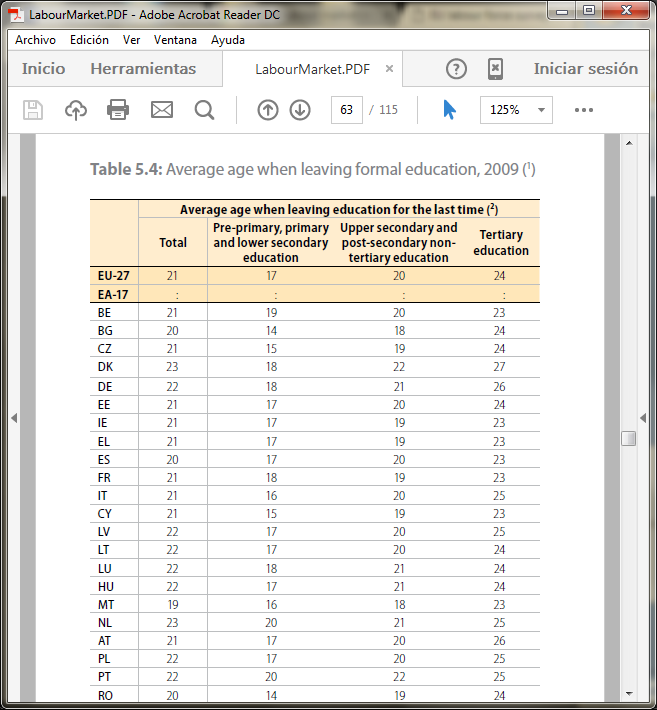 LabourMarket.PDF - Adobe Acrobat Reader DC
Archivo Edición Ver Ventana Ayuda
Inicio Herramientas LabourMarket.PDF × ? Iniciar sesión
63 / 115 125%
Table 5.4: Average age when leaving formal education, 2009 (¹)
Average age when leaving education for the last time (²)
Total
Pre-primary, primary and lower secondary education
Upper secondary and post-secondary non-tertiary education
Tertiary education
EU-27 21 17 20 24
EA-17 : : : :
BE 21 19 20 23
BG 20 14 18 24
CZ 21 15 19 24
DK 23 18 22 27
DE 22 18 21 26
EE 21 17 20 24
IE 21 17 19 23
EL 21 17 19 23
ES 20 17 20 23
FR 21 18 19 23
IT 21 16 20 25
CY 21 15 19 23
LV 22 17 20 25
LT 22 17 20 24
LU 22 18 21 24
HU 22 17 21 24
MT 19 16 18 23
NL 23 20 21 25
AT 21 17 20 26
PL 22 17 20 25
PT 22 20 22 25
RO 20 14 19 24